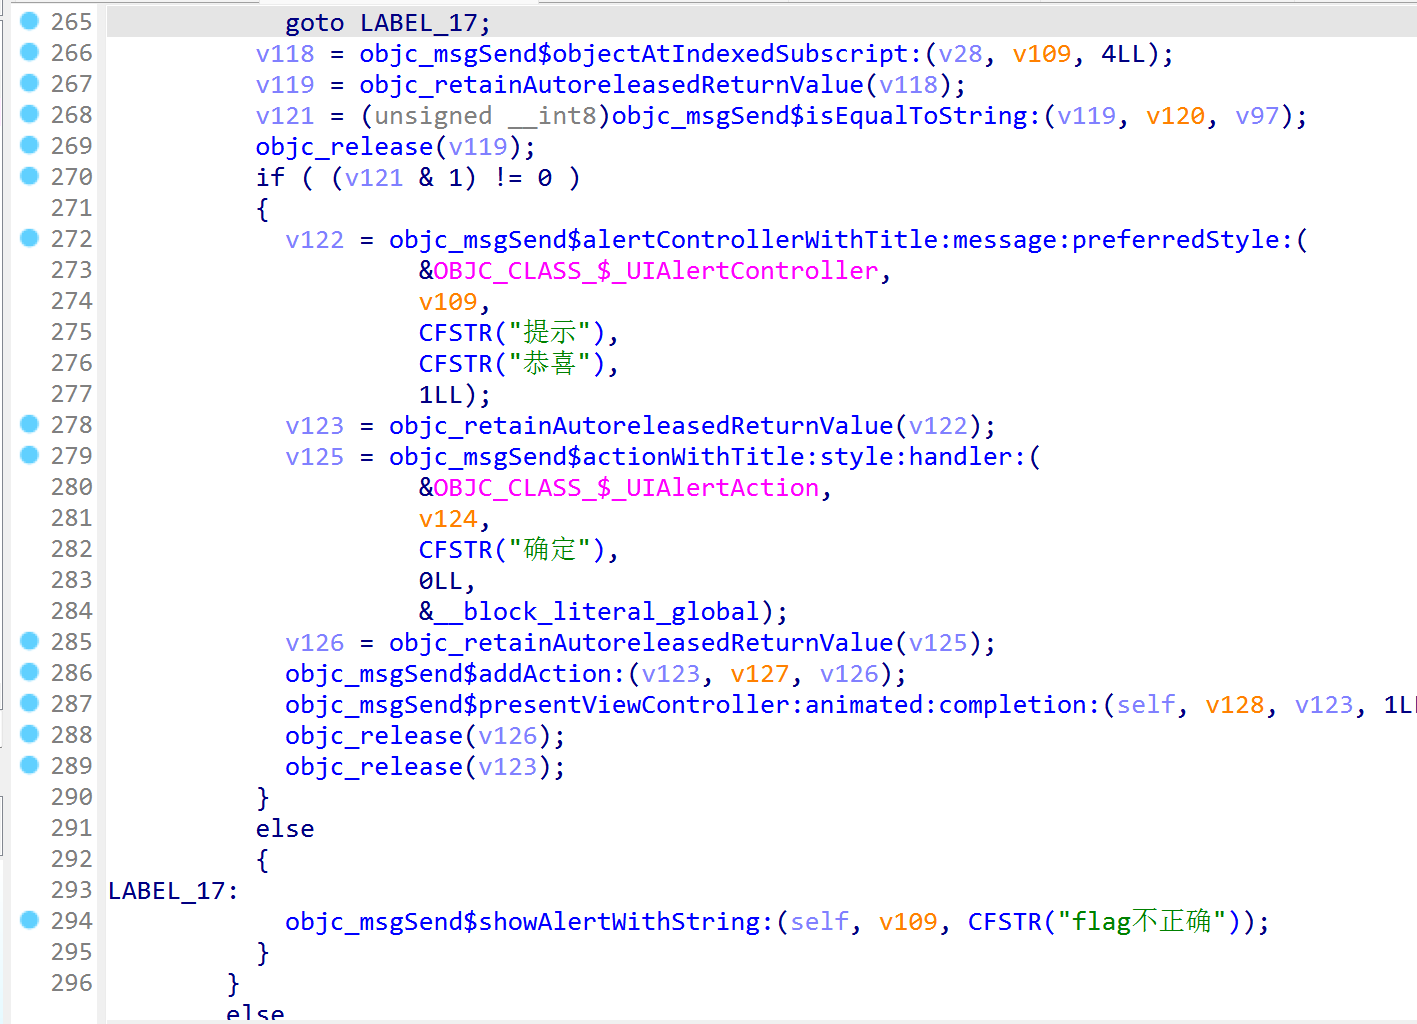 265 goto LABEL_17;
266 v118 = objc_msgSend$objectAtIndexedSubscript:(v28, v109, 4LL);
267 v119 = objc_retainAutoreleasedReturnValue(v118);
268 v121 = (unsigned __int8)objc_msgSend$isEqualToString:(v119, v120, v97);
269 objc_release(v119);
270 if ( (v121 & 1) != 0 )
271 {
272 v122 = objc_msgSend$alertControllerWithTitle:message:preferredStyle:(
273 &OBJC_CLASS_$_UIAlertController,
274 v109,
275 CFSTR("提示"),
276 CFSTR("恭喜"),
277 1LL);
278 v123 = objc_retainAutoreleasedReturnValue(v122);
279 v125 = objc_msgSend$actionWithTitle:style:handler:(
280 &OBJC_CLASS_$_UIAlertAction,
281 v124,
282 CFSTR("确定"),
283 0LL,
284 &__block_literal_global);
285 v126 = objc_retainAutoreleasedReturnValue(v125);
286 objc_msgSend$addAction:(v123, v127, v126);
287 objc_msgSend$presentViewController:animated:completion:(self, v128, v123, 1LL
288 objc_release(v126);
289 objc_release(v123);
290 }
291 else
292 {
293 LABEL_17:
294 objc_msgSend$showAlertWithString:(self, v109, CFSTR("flag不正确"));
295 }
296 }
else